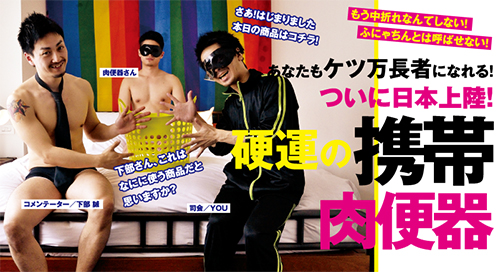 もう中折れなんてしない!
ふにゃちんとは呼ばせない!
さあ!はじまりました
本日の商品はコチラ!
肉便器さん
あなたもケツ万長者になれる!
ついに日本上陸!
硬運の携帯
肉便器
下部さん、これは
なにに使う商品だと
思いますか?
コメンテーター/下部 誠
司会/YOU